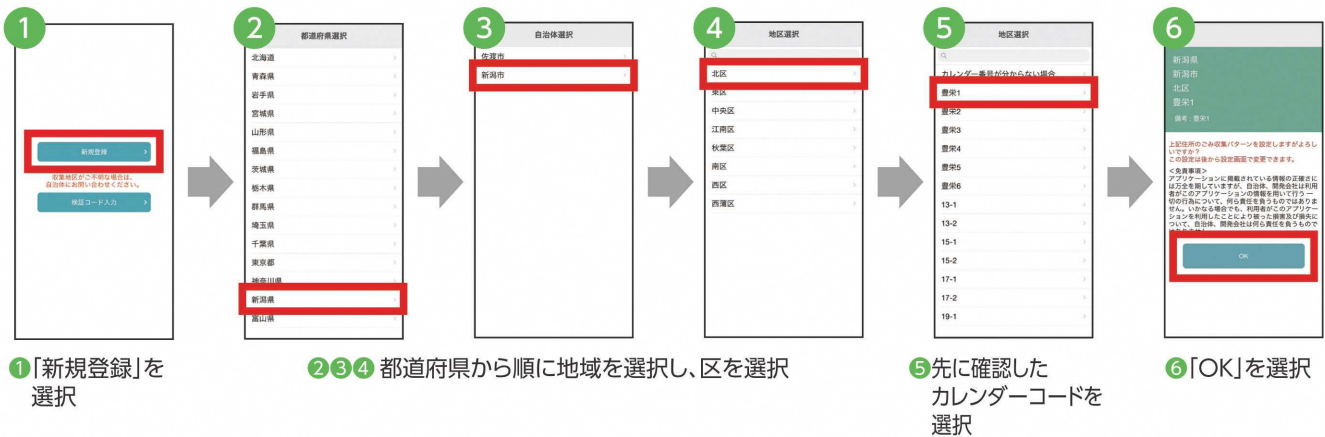 1
新規登録
収集地区がご不明な場合は、
自治体にお問い合わせください。
検証コード入力
2
都道府県選択
北海道
青森県
岩手県
宮城県
山形県
福島県
茨城県
栃木県
群馬県
埼玉県
千葉県
東京都
神奈川県
新潟県
富山県
3
自治体選択
佐渡市
新潟市
4
地区選択
北区
東区
中央区
江南区
秋葉区
南区
西区
西蒲区
5
地区選択
カレンダー番号が分からない場合
豊栄1
豊栄2
豊栄3
豊栄4
豊栄5
豊栄6
13-1
13-2
15-1
15-2
17-1
17-2
19-1
6
新潟県
新潟市
北区
豊栄1
備考：豊栄1
上記住所のごみ収集パターンを設定しますがよろし
いですか？
この設定は後から設定画面で変更できます。
＜免責事項＞
アプリケーションに掲載されている情報の正確さに
は万全を期していますが、自治体、開発会社は利用
者がこのアプリケーションの情報を用いて行う一
切の行為について、何ら責任を負うものではありま
せん。いかなる場合でも、利用者がこのアプリケー
ションを利用したことにより被った損害及び損失に
ついて、自治体、開発会社は何ら責任を負うもので
OK
❶「新規登録」を
選択
❷❸❹ 都道府県から順に地域を選択し、区を選択
❺先に確認した
カレンダーコードを
選択
❻「OK」を選択